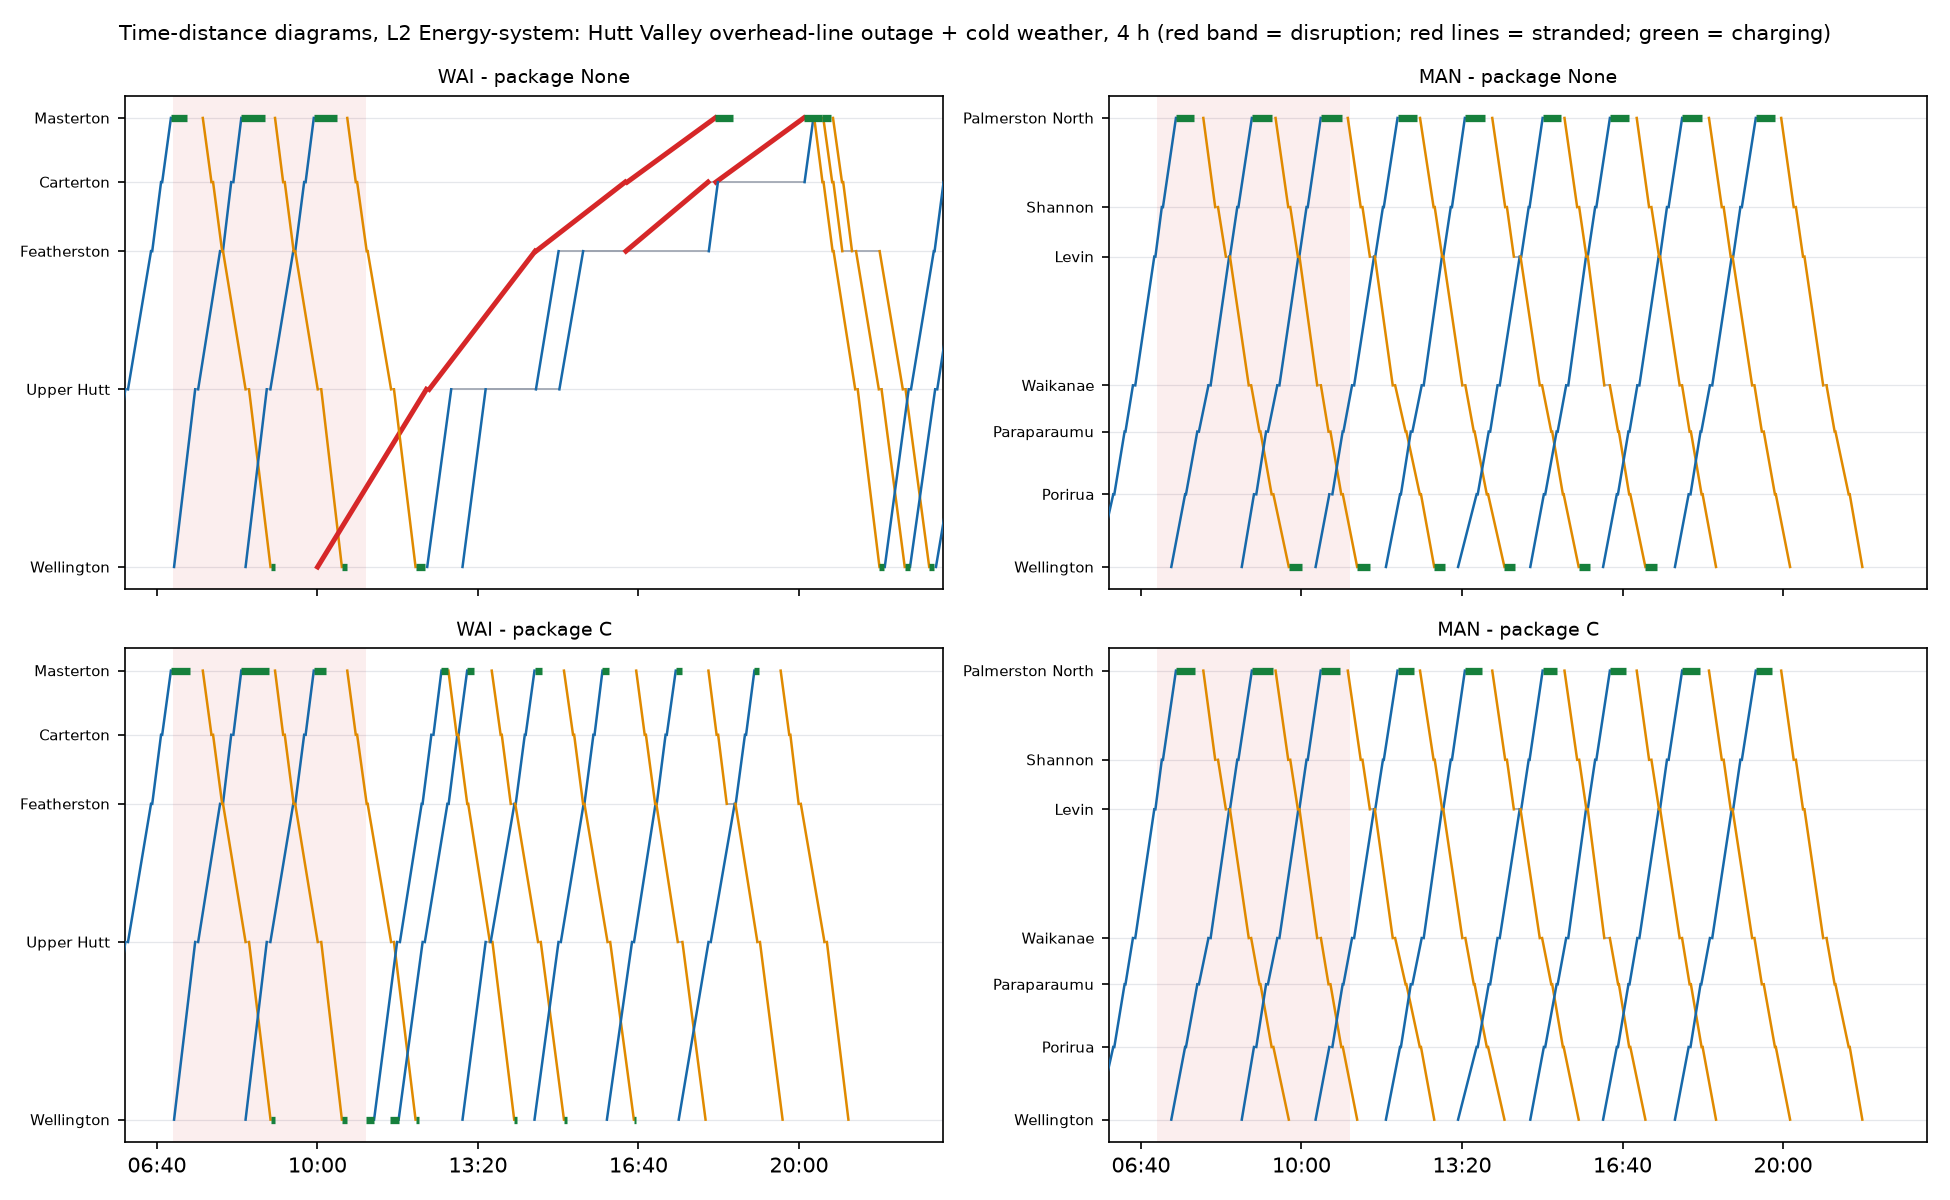 Time-distance diagrams, L2 Energy-system: Hutt Valley overhead-line outage + cold weather, 4 h (red band = disruption; red lines = stranded; green = charging)
WAI - package None
Masterton
Carterton
Featherston
Upper Hutt
Wellington
MAN - package None
Palmerston North
Shannon
Levin
Waikanae
Paraparaumu
Porirua
Wellington
WAI - package C
Masterton
Carterton
Featherston
Upper Hutt
Wellington
06:40 10:00 13:20 16:40 20:00
MAN - package C
Palmerston North
Shannon
Levin
Waikanae
Paraparaumu
Porirua
Wellington
06:40 10:00 13:20 16:40 20:00